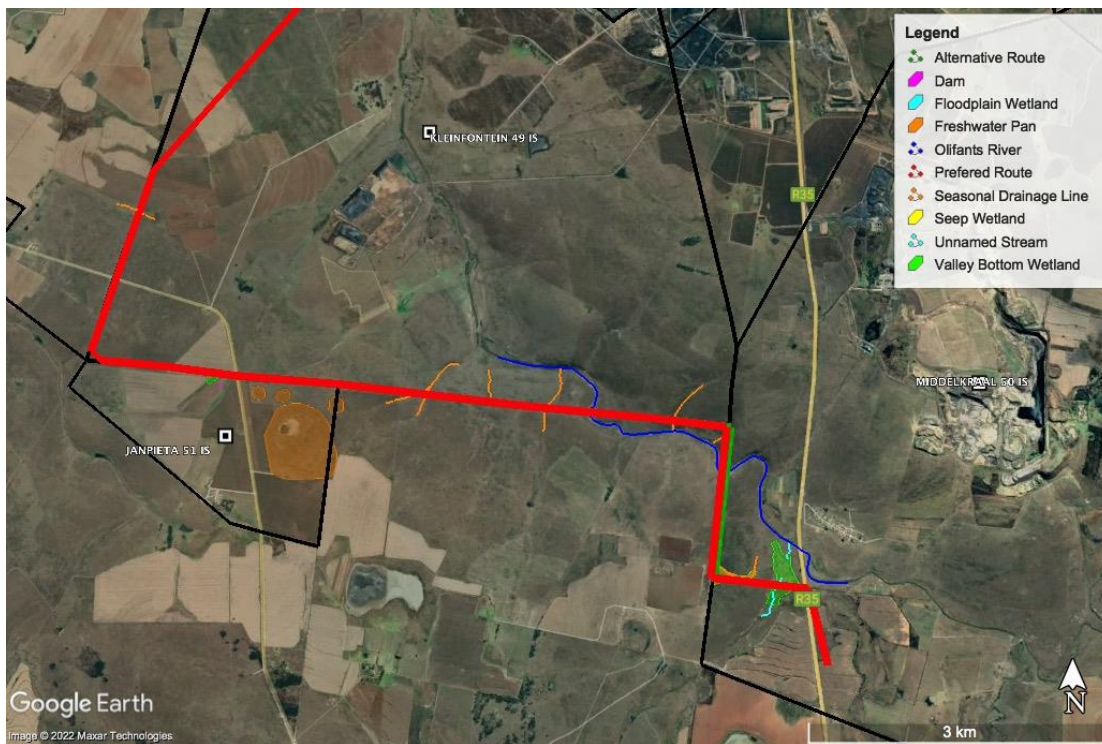 Legend
Alternative Route
Dam
Floodplain Wetland
Freshwater Pan
Olifants River
Prefered Route
Seasonal Drainage Line
Seep Wetland
Unnamed Stream
Valley Bottom Wetland
KLEINFONTEIN 49 IS
R35
MIDDELKRAAL 50 IS
JANPIETA 51 IS
R35
Google Earth
Image © 2022 Maxar Technologies
N
3 km